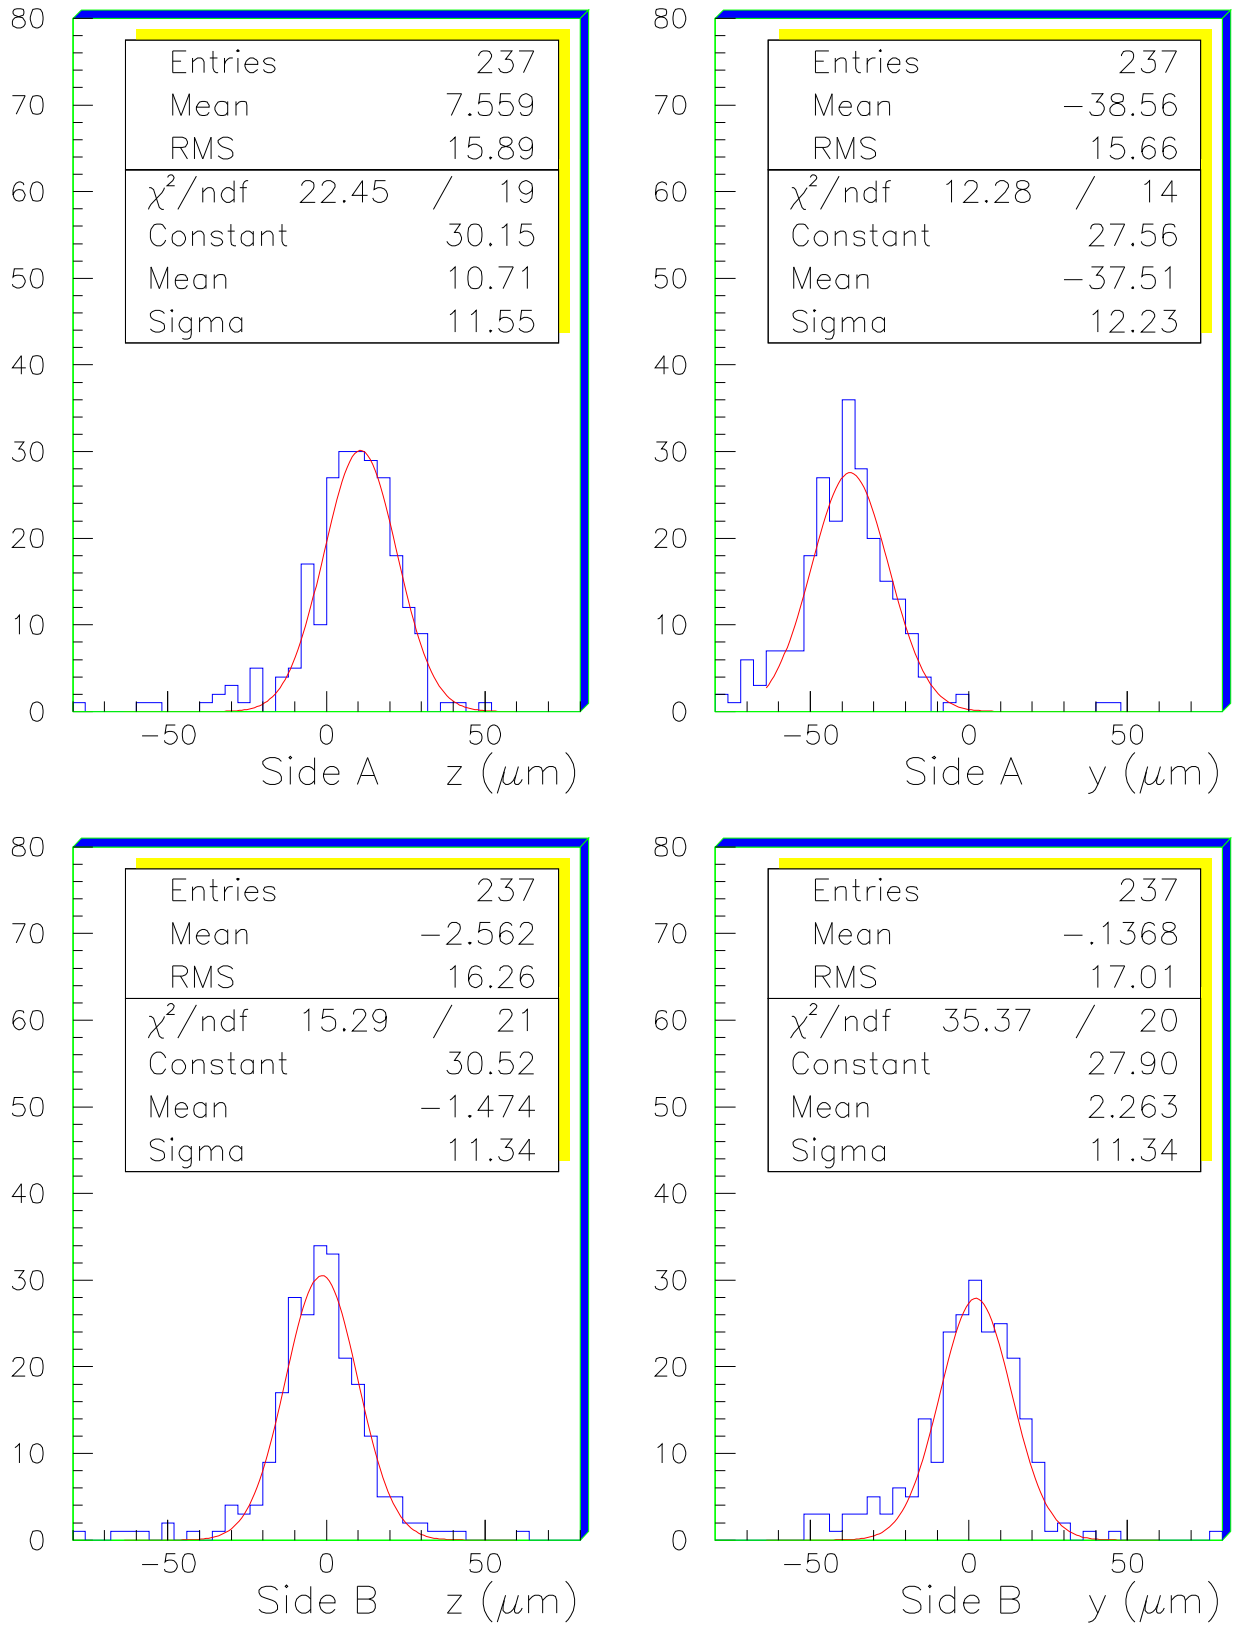 80
70
60
50
40
30
20
10
0
Entries 237
Mean 7.559
RMS 15.89
χ²/ndf 22.45 / 19
Constant 30.15
Mean 10.71
Sigma 11.55
−50 0 50
Side A z (μm)
80
70
60
50
40
30
20
10
0
Entries 237
Mean −38.56
RMS 15.66
χ²/ndf 12.28 / 14
Constant 27.56
Mean −37.51
Sigma 12.23
−50 0 50
Side A y (μm)
80
70
60
50
40
30
20
10
0
Entries 237
Mean −2.562
RMS 16.26
χ²/ndf 15.29 / 21
Constant 30.52
Mean −1.474
Sigma 11.34
−50 0 50
Side B z (μm)
80
70
60
50
40
30
20
10
0
Entries 237
Mean −.1368
RMS 17.01
χ²/ndf 35.37 / 20
Constant 27.90
Mean 2.263
Sigma 11.34
−50 0 50
Side B y (μm)